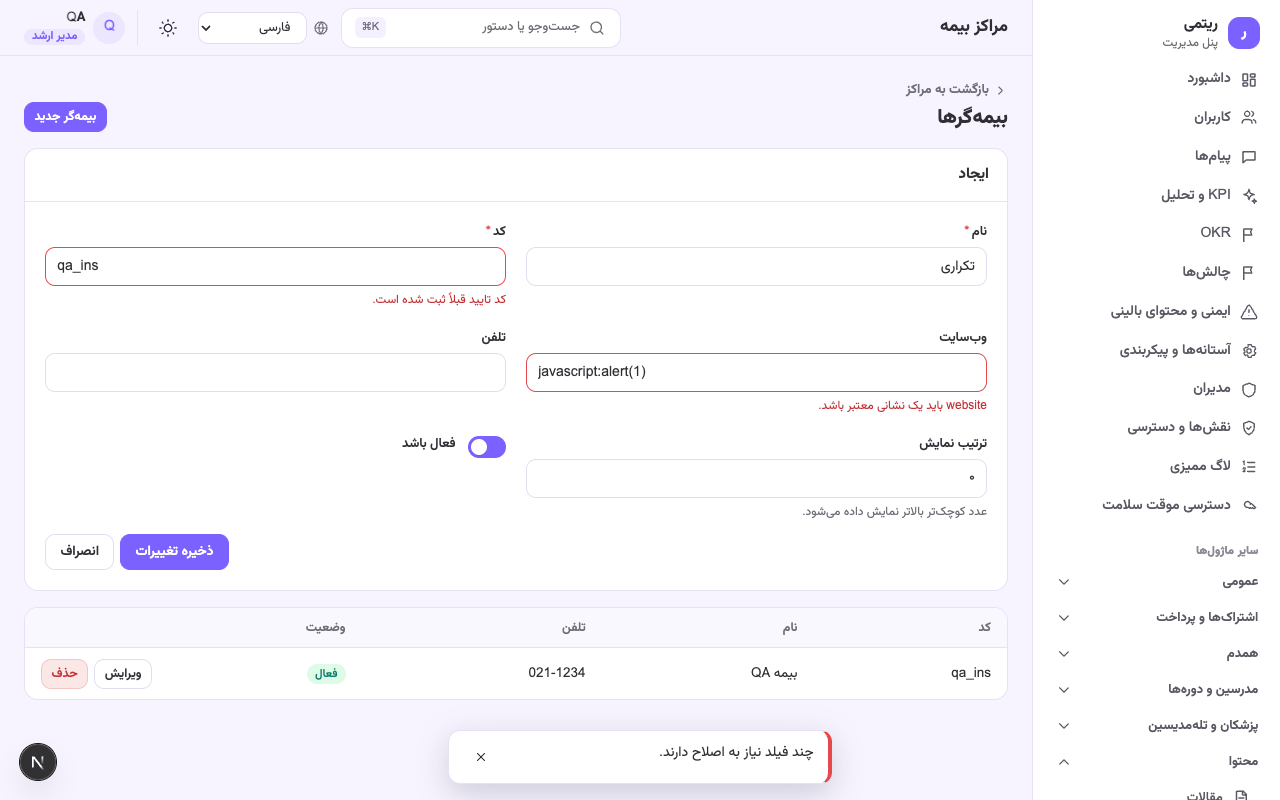 ر
ریتمی
پنل مدیریت
داشبورد
کاربران
پیام‌ها
KPI و تحلیل
OKR
چالش‌ها
ایمنی و محتوای بالینی
آستانه‌ها و پیکربندی
مدیران
نقش‌ها و دسترسی
لاگ ممیزی
دسترسی موقت سلامت
سایر ماژول‌ها
عمومی
اشتراک‌ها و پرداخت
همدم
مدرسین و دوره‌ها
پزشکان و تله‌مدیسین
محتوا
مقالات
مراکز بیمه
جست‌وجو یا دستور
⌘K
فارسی
Q
QA
مدیر ارشد
بازگشت به مراکز
بیمه‌گرها
بیمه‌گر جدید
ایجاد
نام *
تکراری
کد *
qa_ins
کد تایید قبلاً ثبت شده است.
وب‌سایت
javascript:alert(1)
website باید یک نشانی معتبر باشد.
تلفن
ترتیب نمایش
۰
عدد کوچک‌تر بالاتر نمایش داده می‌شود.
فعال باشد
ذخیره تغییرات
انصراف
کد نام تلفن وضعیت
qa_ins بیمه QA 021-1234 فعال ویرایش حذف
چند فیلد نیاز به اصلاح دارند.
N